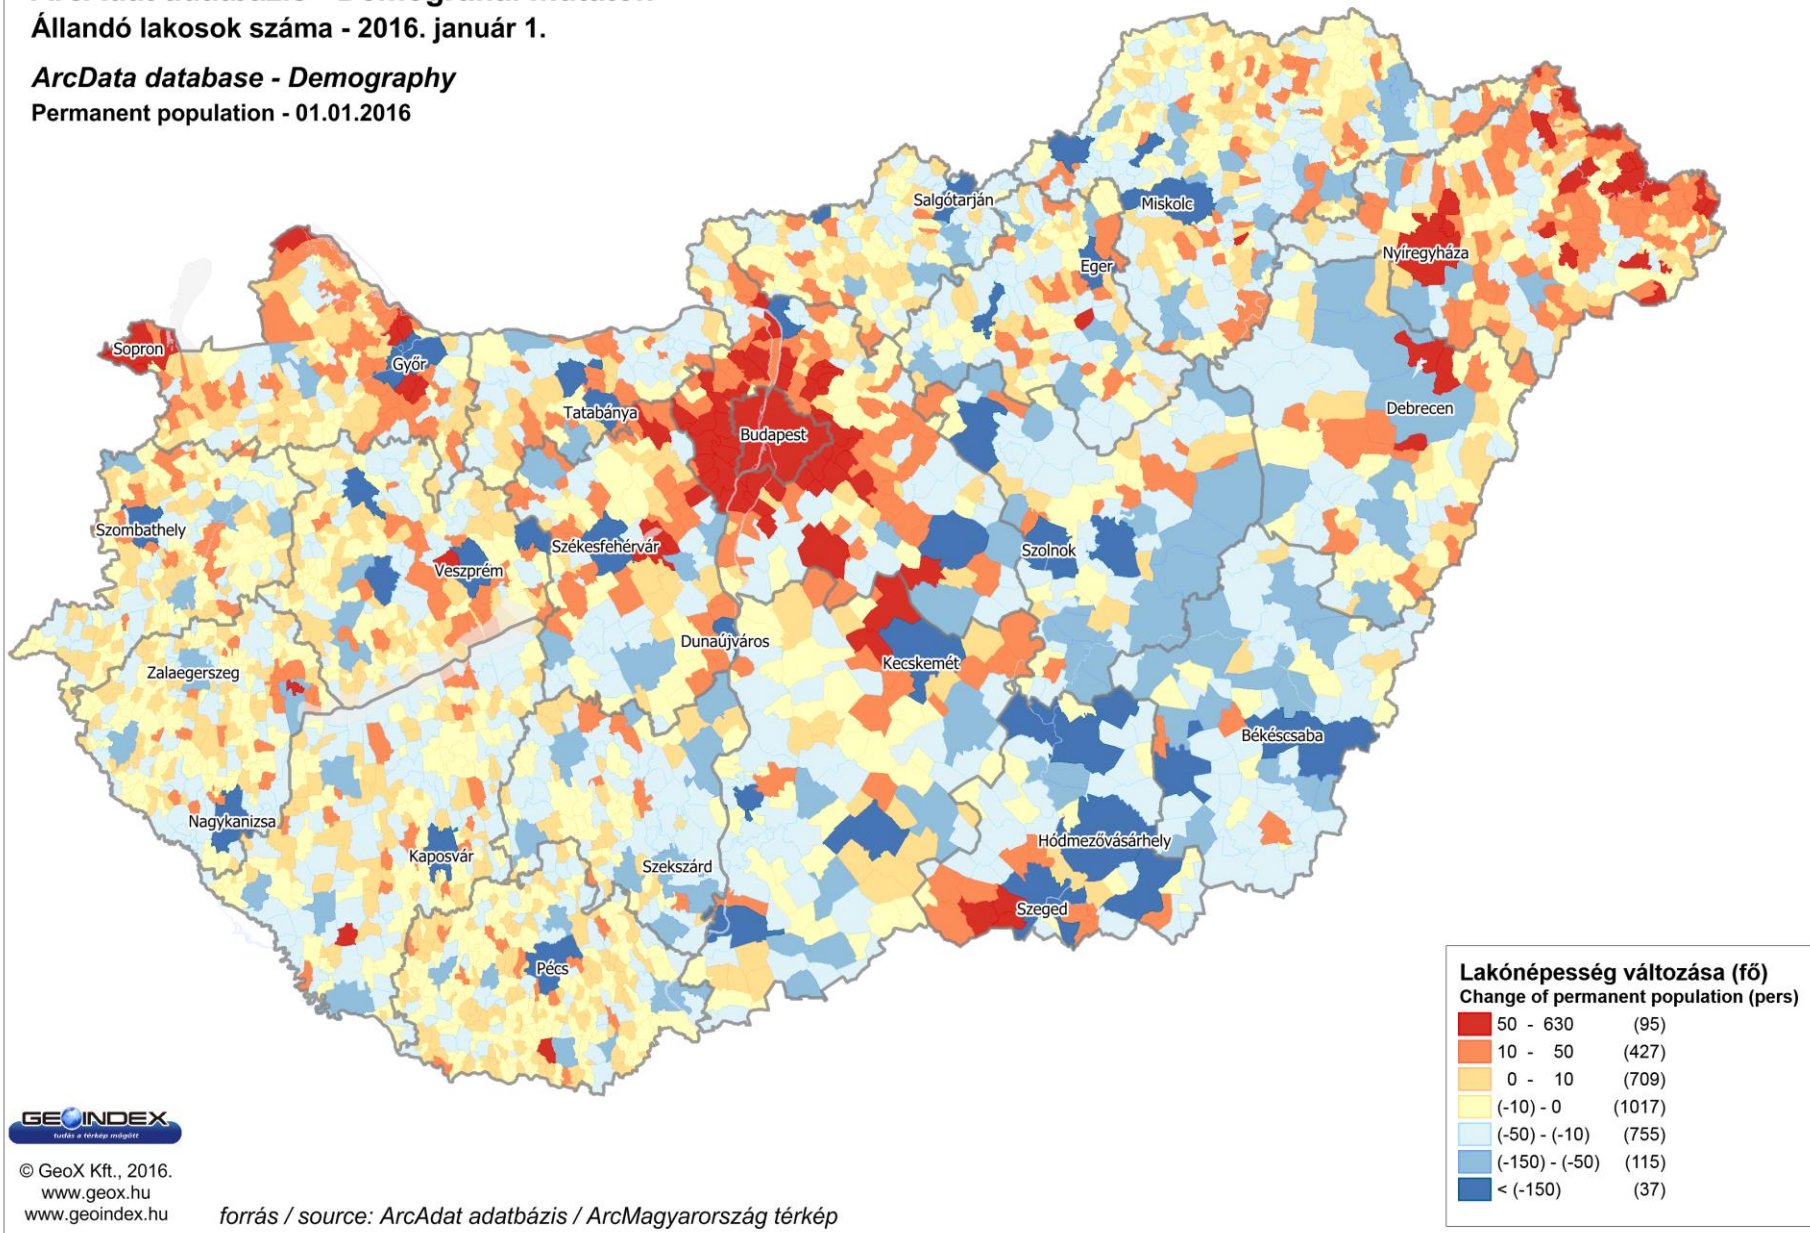 Állandó lakosok száma - 2016. január 1.
ArcData database - Demography
Permanent population - 01.01.2016
Salgótarján
Miskolc
Nyíregyháza
Eger
Sopron
Győr
Tatabánya
Debrecen
Budapest
Szombathely
Székesfehérvár
Szolnok
Veszprém
Dunaújváros
Kecskemét
Zalaegerszeg
Békéscsaba
Nagykanizsa
Hódmezővásárhely
Kaposvár
Szekszárd
Szeged
Pécs
Lakónépesség változása (fő)
Change of permanent population (pers)
50 - 630 (95)
10 - 50 (427)
0 - 10 (709)
(-10) - 0 (1017)
(-50) - (-10) (755)
(-150) - (-50) (115)
< (-150) (37)
GEOINDEX
tudás a térkép mögött
© GeoX Kft., 2016.
www.geox.hu
www.geoindex.hu
forrás / source: ArcAdat adatbázis / ArcMagyarország térkép